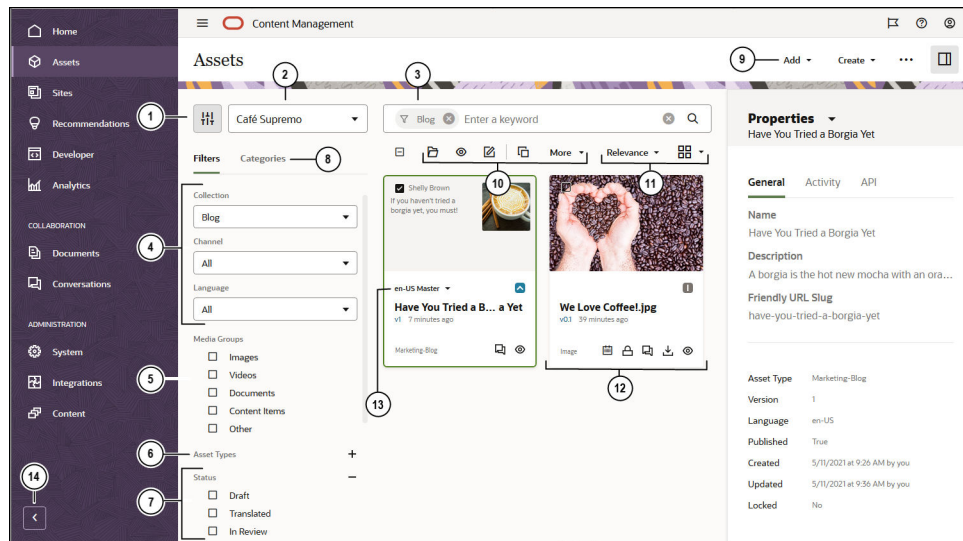 Content Management
Home
Assets
Sites
Recommendations
Developer
Analytics
COLLABORATION
Documents
Conversations
ADMINISTRATION
System
Integrations
Content
14
Assets
2
3
9
Add
Create
1
Café Supremo
Blog
Enter a keyword
Filters
Categories
8
More
Relevance
10
11
4
Collection
Blog
Channel
All
Language
All
Media Groups
5
Images
Videos
Documents
Content Items
Other
6
Asset Types
+
Status
−
7
Draft
Translated
In Review
Shelly Brown
If you haven't tried a
borgia yet, you must!
en-US Master
Have You Tried a B... a Yet
v1 7 minutes ago
Marketing-Blog
13
We Love Coffee!.jpg
v0.1 39 minutes ago
Image
12
Properties
Have You Tried a Borgia Yet
General
Activity
API
Name
Have You Tried a Borgia Yet
Description
A borgia is the hot new mocha with an ora...
Friendly URL Slug
have-you-tried-a-borgia-yet
Asset Type Marketing-Blog
Version 1
Language en-US
Published True
Created 5/11/2021 at 9:26 AM by you
Updated 5/11/2021 at 9:36 AM by you
Locked No